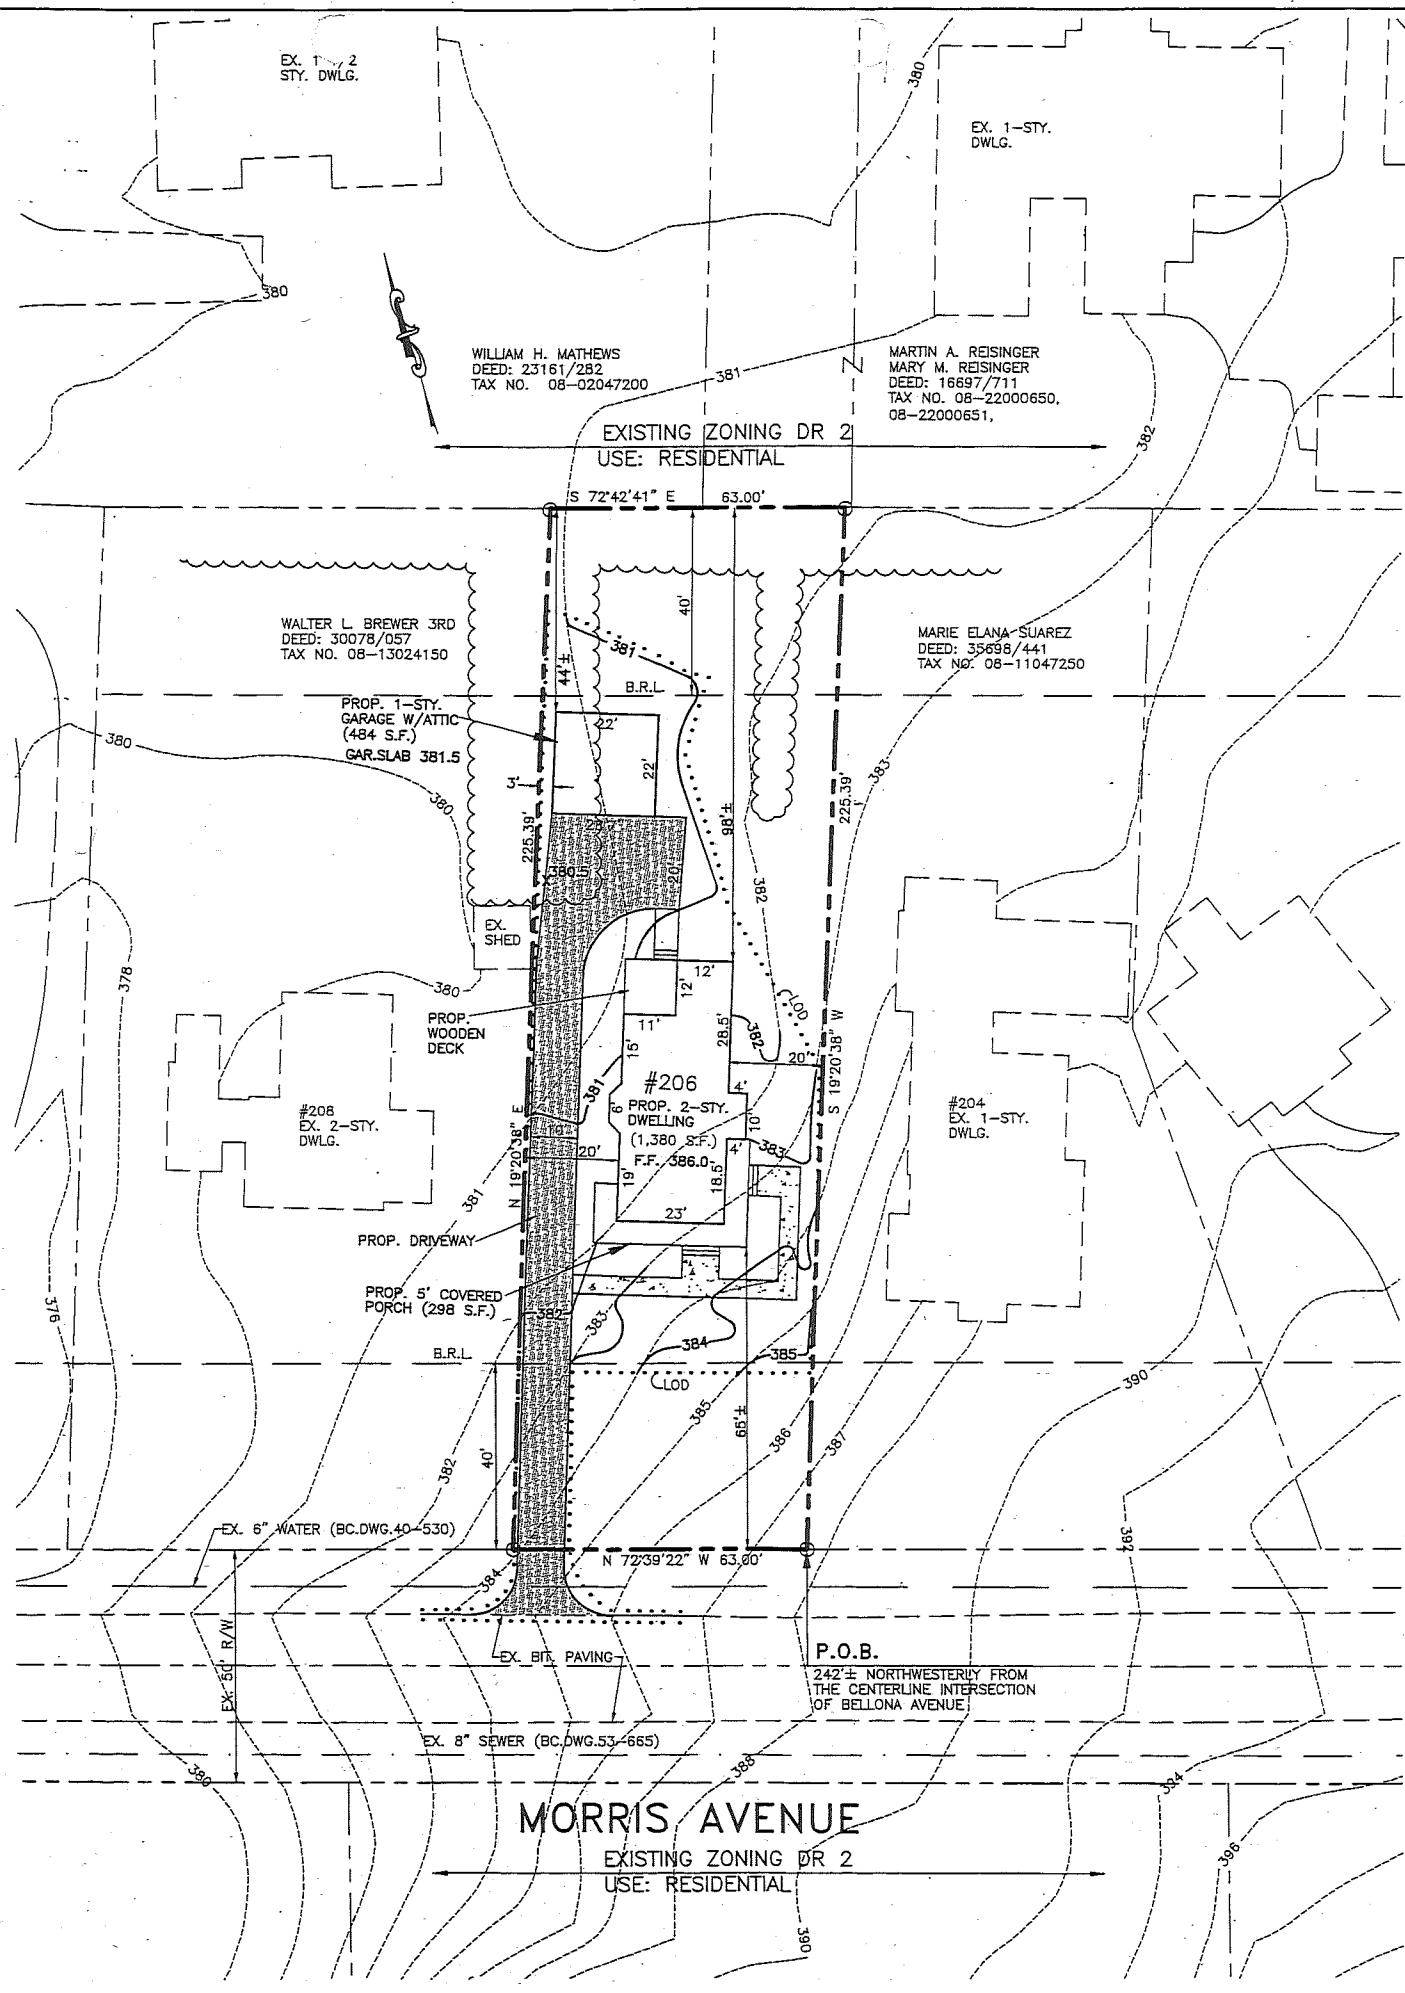 EX. 1 2
STY. DWLG.
380
EX. 1-STY.
DWLG.
380
WILLIAM H. MATHEWS
DEED: 23161/282
TAX NO. 08-02047200
381
MARTIN A. REISINGER
MARY M. REISINGER
DEED: 16697/711
TAX NO. 08-22000650,
08-22000651,
382
EXISTING ZONING DR 2
USE: RESIDENTIAL
S 72°42'41" E 63.00'
40'
WALTER L. BREWER 3RD
DEED: 30078/057
TAX NO. 08-13024150
381
MARIE ELANA SUAREZ
DEED: 35698/441
TAX NO. 08-11047250
44'±
B.R.L.
PROP. 1-STY.
GARAGE W/ATTIC
(484 S.F.)
GAR.SLAB 381.5
22'
22'
380
383
3'
380
225.39'
225.39'
98'±
380.5
20'
382
EX.
SHED
378
380
12'
12'
LOD
PROP.
WOODEN
DECK
11'
15'
28.5'
382
20'
S 19°20'38" W
#206
PROP. 2-STY.
DWELLING
(1,380 S.F.)
F.F. 386.0
381
6'
4'
10'
4'
383
#208
EX. 2-STY.
DWLG.
#204
EX. 1-STY.
DWLG.
N 19°20'38" E
10'
20'
19'
18.5'
23'
381
PROP. DRIVEWAY
PROP. 5' COVERED
PORCH (298 S.F.)
376
382
383
384
385
B.R.L.
LOD
390
385
386
387
65'±
40'
382
392
EX. 6" WATER (BC.DWG.40-530)
N 72°39'22" W 63.00'
384
EX. 50' R/W
EX. BIT. PAVING
P.O.B.
242'± NORTHWESTERLY FROM
THE CENTERLINE INTERSECTION
OF BELLONA AVENUE
EX. 8" SEWER (BC.DWG.53-665)
380
388
394
MORRIS AVENUE
EXISTING ZONING DR 2
USE: RESIDENTIAL
396
390